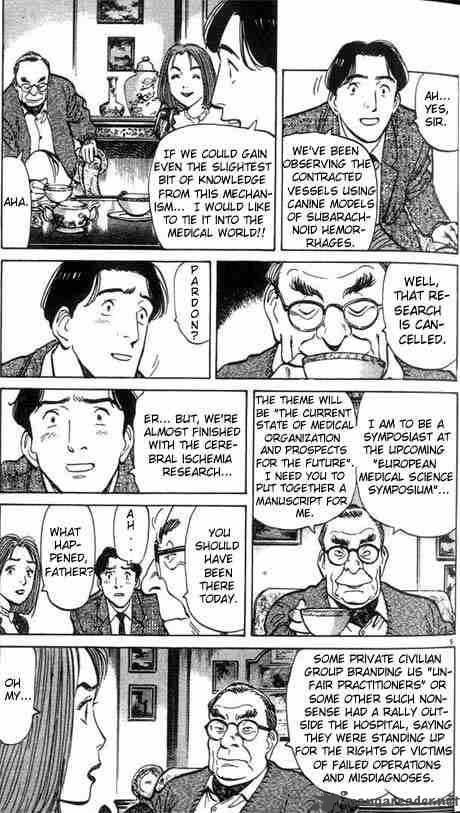 AH...
YES,
SIR.
WE'VE
BEEN
OBSERVING
THE
CONTRACTED
VESSELS USING
CANINE MODELS
OF SUBARACH-
NOID HEMOR-
RHAGES.
IF WE COULD GAIN
EVEN THE SLIGHTEST
BIT OF KNOWLEDGE
FROM THIS MECHAN-
ISM... I WOULD LIKE
TO TIE IT INTO THE
MEDICAL WORLD!!
AHA.
WELL,
THAT RE-
SEARCH
IS CAN-
CELLED.
PARDON?
ER... BUT, WE'RE
ALMOST FINISHED
WITH THE CERE-
BRAL ISCHEMIA
RESEARCH...
I AM TO BE A
SYMPOSIAST AT
THE UPCOMING
"EUROPEAN
MEDICAL SCIENCE
SYMPOSIUM"...
THE THEME WILL
BE "THE CURRENT
STATE OF MEDICAL
ORGANIZATION
AND PROSPECTS
FOR THE FUTURE".
I NEED YOU TO
PUT TOGETHER A
MANUSCRIPT FOR
ME.
YOU
SHOULD
HAVE
BEEN
THERE
TODAY.
AH...
WHAT
HAP-
PENED,
FATHER?
5
SOME PRIVATE CIVILIAN
GROUP BRANDING US "UN-
FAIR PRACTITIONERS" OR
SOME OTHER SUCH NON-
SENSE HAD A RALLY OUT-
SIDE THE HOSPITAL, SAYING
THEY WERE STANDING UP
FOR THE RIGHTS OF VICTIMS
OF FAILED OPERATIONS
AND MISDIAGNOSES.
OH
MY...